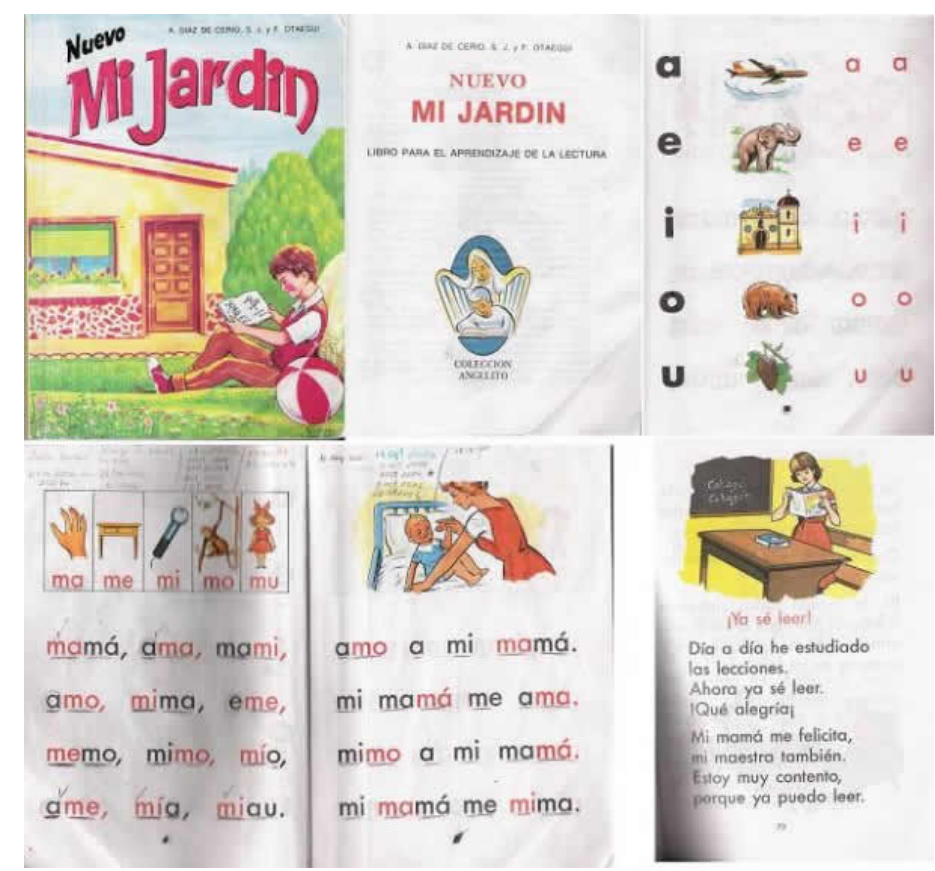 A. DIAZ DE CERIO, S. J. y F. OTAEGUI
Nuevo
Mi Jardín
A. DIAZ DE CERIO, S. J. y F. OTAEGUI
NUEVO
MI JARDIN
LIBRO PARA EL APRENDIZAJE DE LA LECTURA
COLECCION
ANGELITO
a a a
e e e
i i i
o o o
u u u
ma me mi mo mu
mamá, ama, mami,
amo, mima, eme,
memo, mimo, mío,
ame, mía, miau.
amo a mi mamá.
mi mamá me ama.
mimo a mi mamá.
mi mamá me mima.
¡Ya sé leer!
Día a día he estudiado
las lecciones.
Ahora ya sé leer.
!Qué alegría¡
Mi mamá me felicita,
mi maestra también.
Estoy muy contento,
porque ya puedo leer.